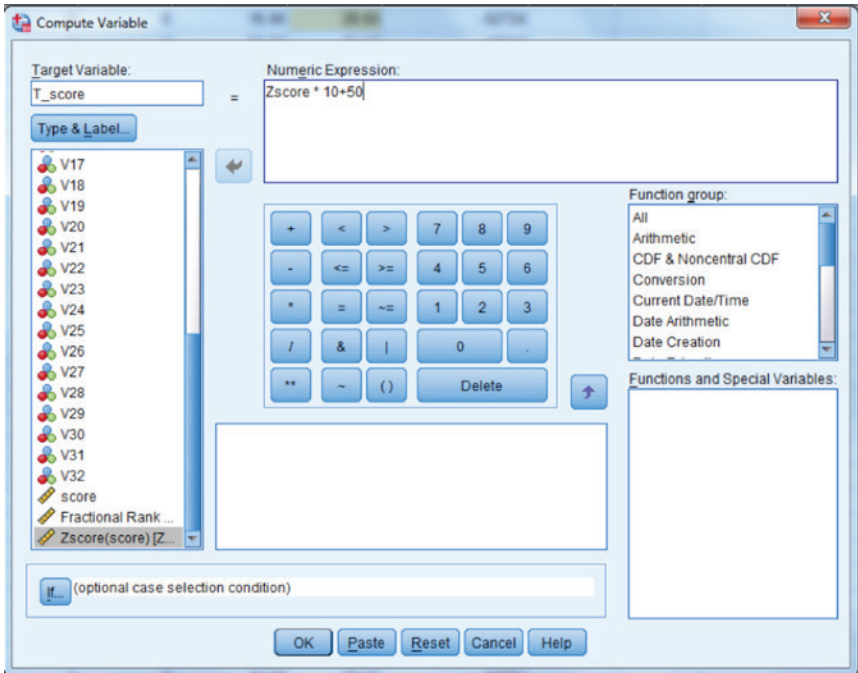 Compute Variable
Target Variable:
T_score
=
Numeric Expression:
Zscore * 10+50
Type & Label...
V17
V18
V19
V20
V21
V22
V23
V24
V25
V26
V27
V28
V29
V30
V31
V32
score
Fractional Rank ...
Zscore(score) [Z...
+ < > 7 8 9
- <= >= 4 5 6
* = ~= 1 2 3
/ & | 0 .
** ~ ( ) Delete
Function group:
All
Arithmetic
CDF & Noncentral CDF
Conversion
Current Date/Time
Date Arithmetic
Date Creation
Functions and Special Variables:
If... (optional case selection condition)
OK Paste Reset Cancel Help